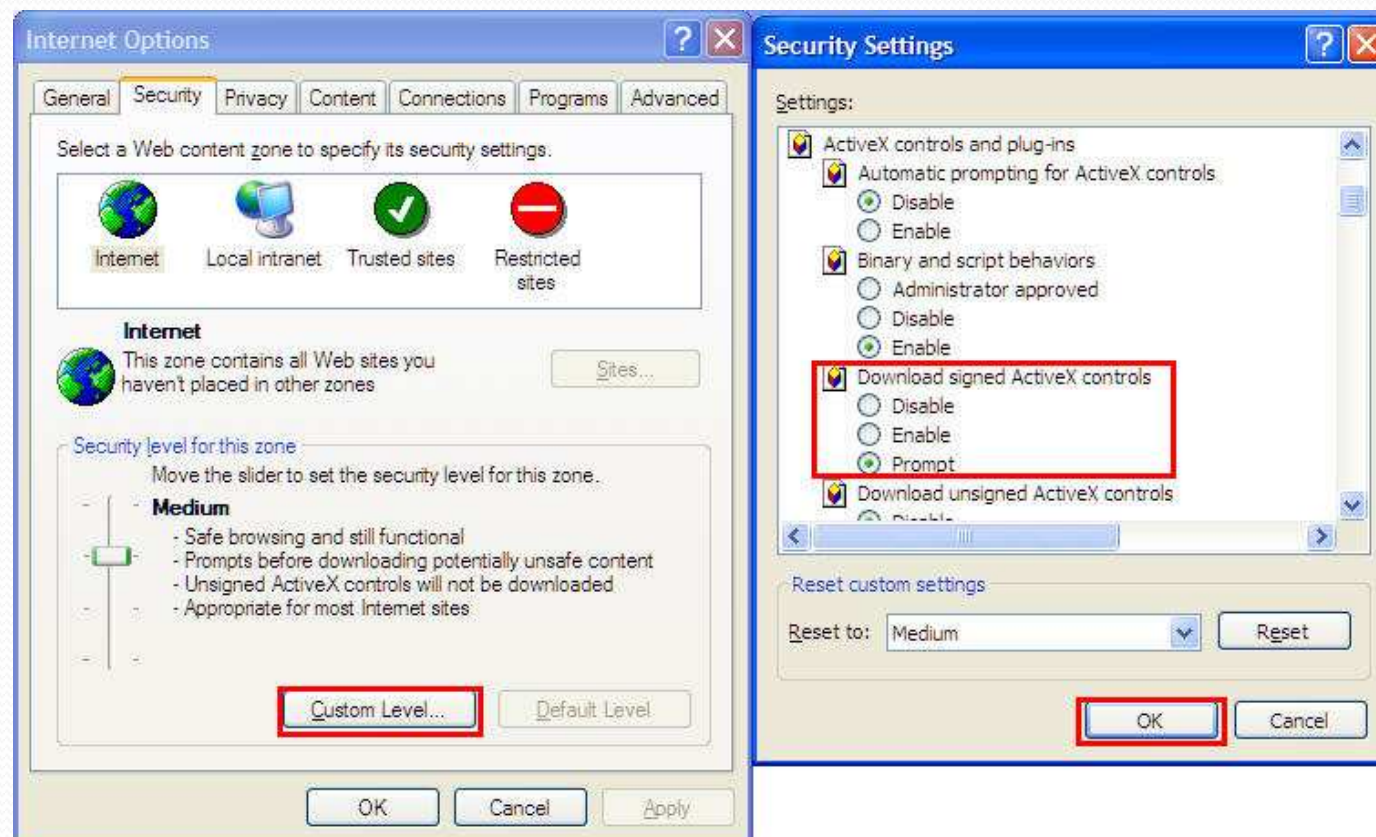 Internet Options
General Security Privacy Content Connections Programs Advanced
Select a Web content zone to specify its security settings.
Internet Local intranet Trusted sites Restricted
sites
Internet
This zone contains all Web sites you
haven't placed in other zones
Sites...
Security level for this zone
Move the slider to set the security level for this zone.
Medium
- Safe browsing and still functional
- Prompts before downloading potentially unsafe content
- Unsigned ActiveX controls will not be downloaded
- Appropriate for most Internet sites
Custom Level... Default Level
OK Cancel Apply
Security Settings
Settings:
ActiveX controls and plug-ins
Automatic prompting for ActiveX controls
Disable
Enable
Binary and script behaviors
Administrator approved
Disable
Enable
Download signed ActiveX controls
Disable
Enable
Prompt
Download unsigned ActiveX controls
Disable
Reset custom settings
Reset to: Medium Reset
OK Cancel